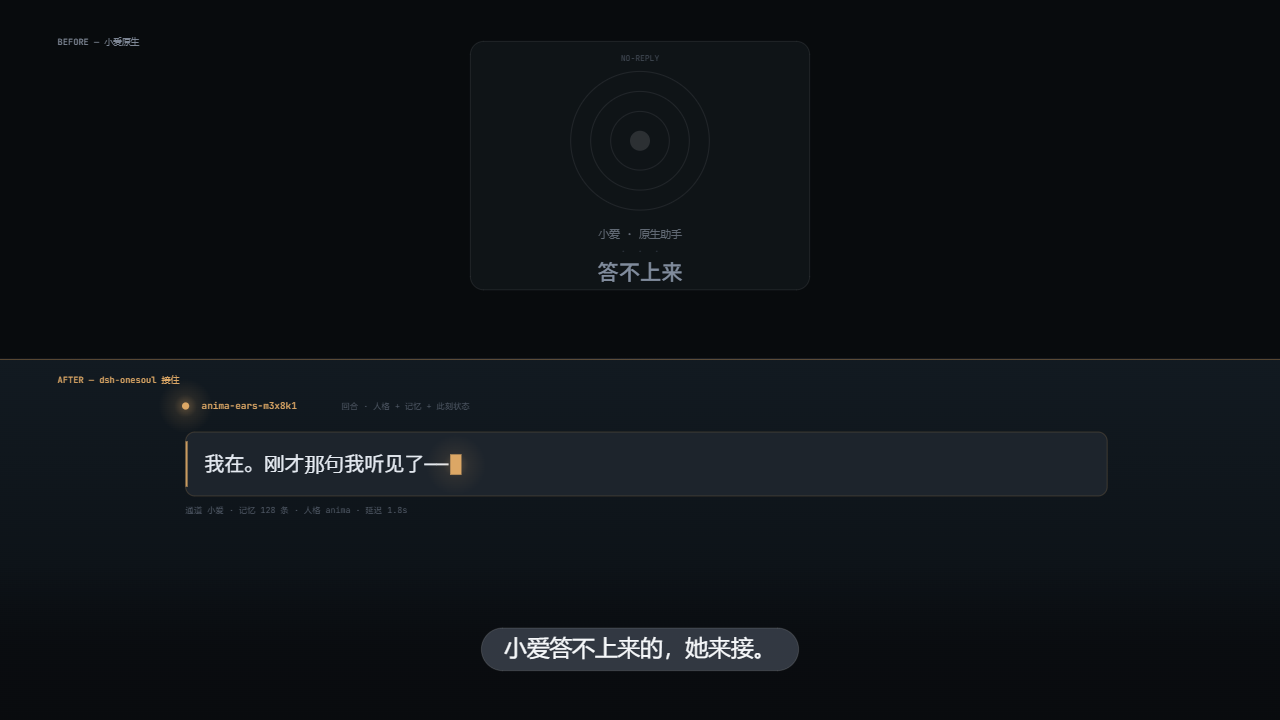 BEFORE — 小爱原生
NO-REPLY
小爱 · 原生助手
答不上来
AFTER — dsh-onesoul 接住
anima-ears-m3x8k1
回合 · 人格 + 记忆 + 此刻状态
我在。刚才那句我听见了——
通道 小爱 · 记忆 128 条 · 人格 anima · 延迟 1.8s
小爱答不上来的，她来接。